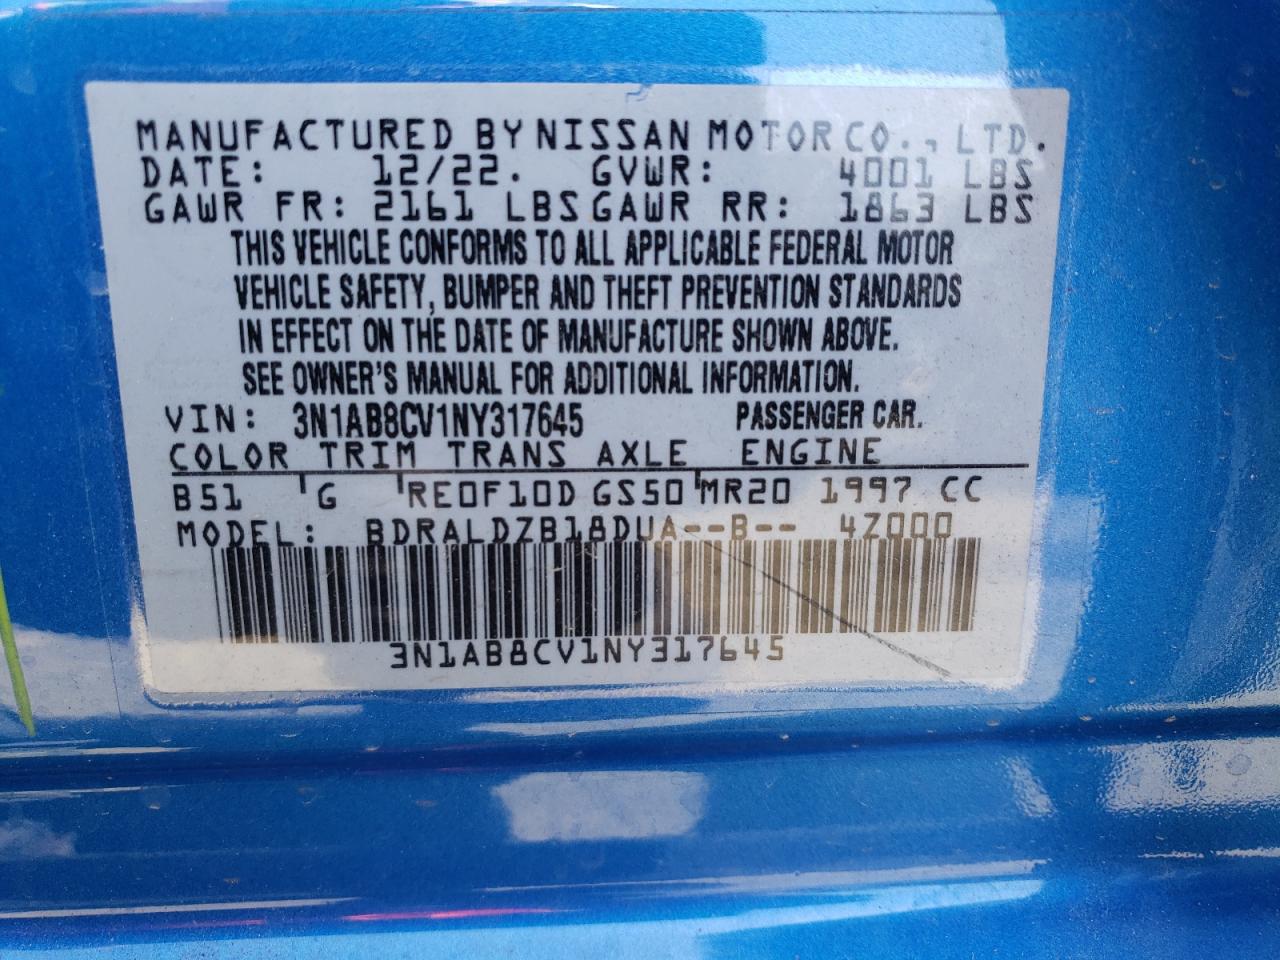 MANUFACTURED BY NISSAN MOTOR CO., LTD.
DATE: 12/22. GVWR: 4001 LBS
GAWR FR: 2161 LBS GAWR RR: 1863 LBS
THIS VEHICLE CONFORMS TO ALL APPLICABLE FEDERAL MOTOR
VEHICLE SAFETY, BUMPER AND THEFT PREVENTION STANDARDS
IN EFFECT ON THE DATE OF MANUFACTURE SHOWN ABOVE.
SEE OWNER'S MANUAL FOR ADDITIONAL INFORMATION.
VIN: 3N1AB8CV1NY317645 PASSENGER CAR.
COLOR TRIM TRANS AXLE ENGINE
B51 G RE0F10D GS50 MR20 1997 CC
MODEL: BDRALDZB18DUA--B-- 4Z000
3N1AB8CV1NY317645